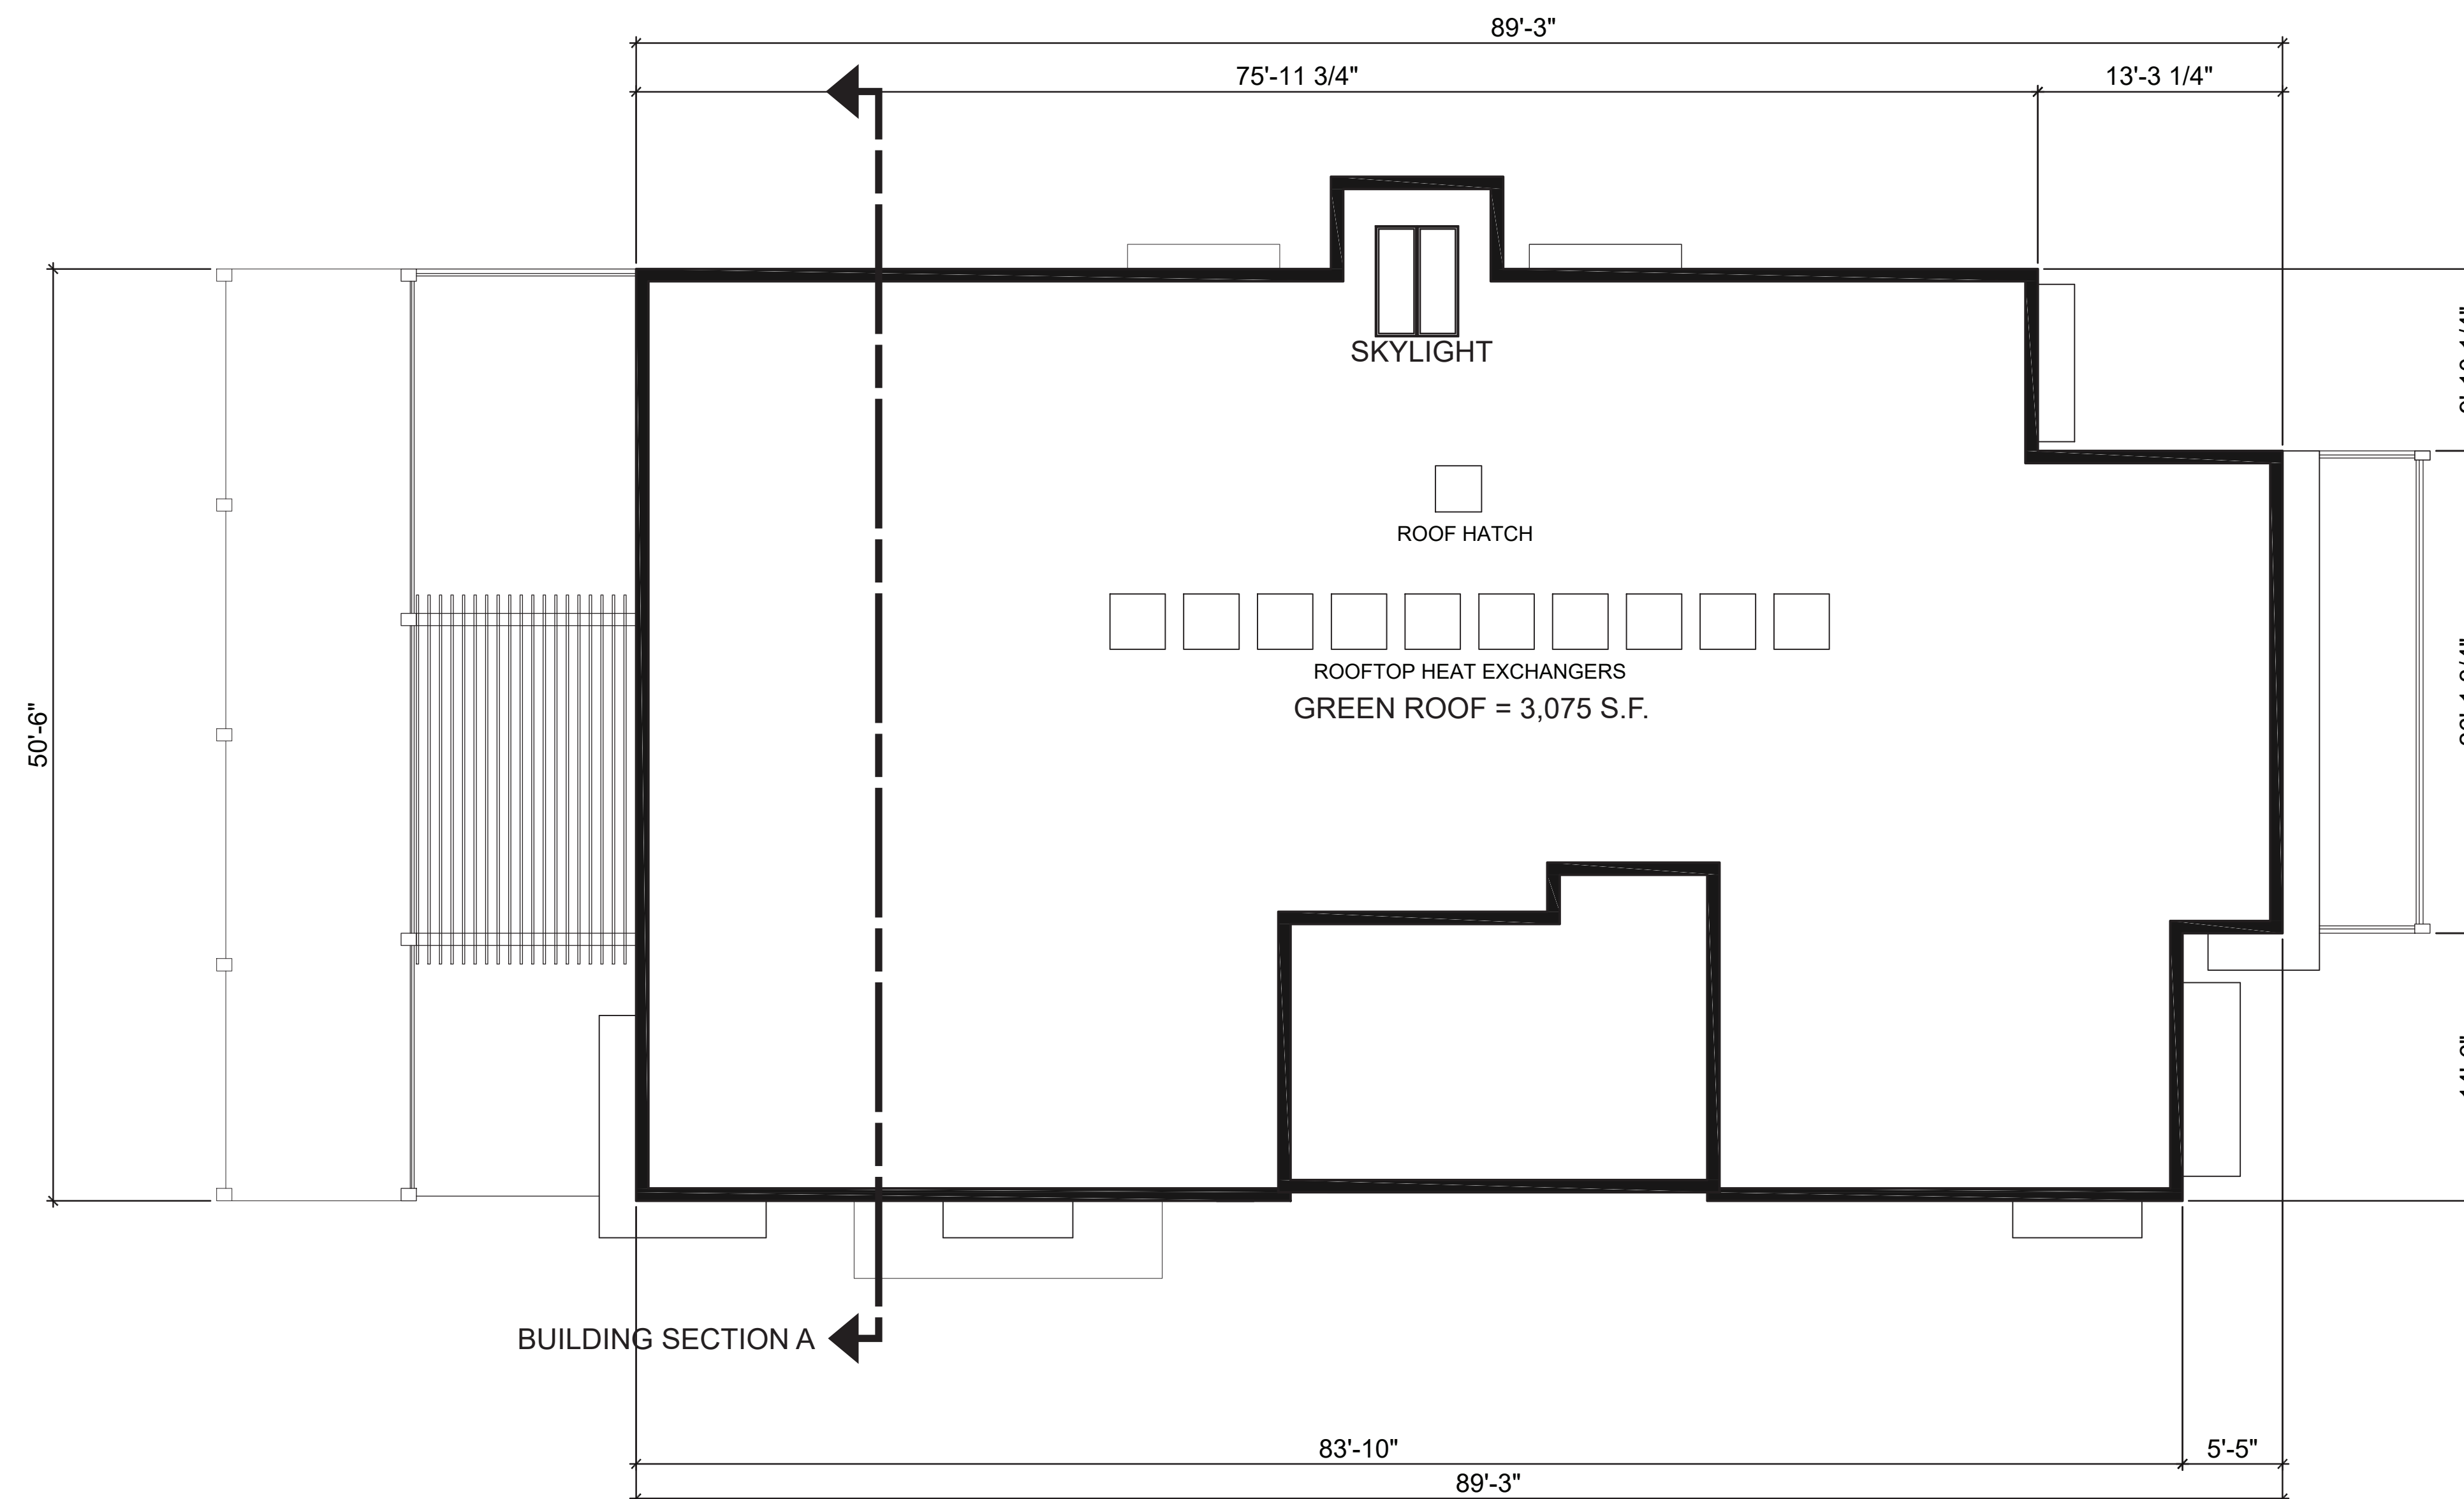 89'-3"
75'-11 3/4"
13'-3 1/4"
SKYLIGHT
ROOF HATCH
ROOFTOP HEAT EXCHANGERS
GREEN ROOF = 3,075 S.F.
50'-6"
BUILDING SECTION A
83'-10"
5'-5"
89'-3"